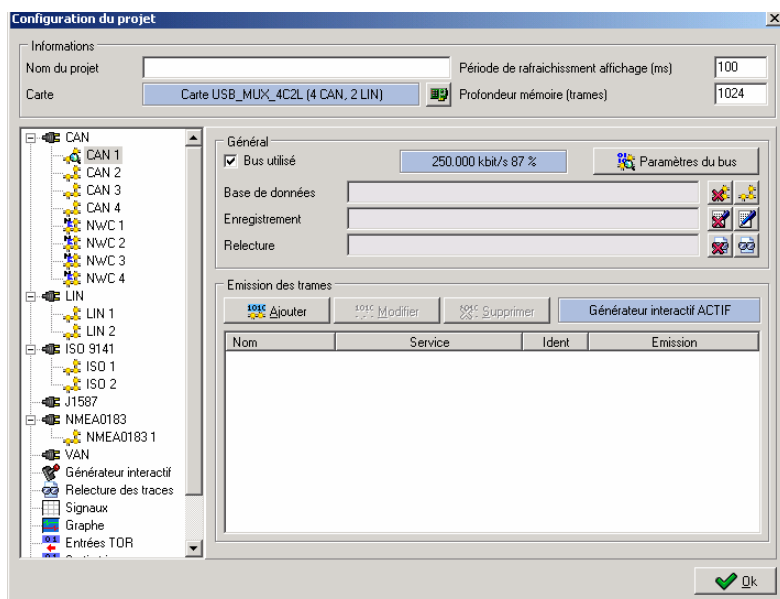 Configuration du projet
Informations
Nom du projet
Période de rafraichissment affichage (ms) 100
Carte Carte USB_MUX_4C2L (4 CAN, 2 LIN) Profondeur mémoire (trames) 1024
CAN
CAN 1
CAN 2
CAN 3
CAN 4
NWC 1
NWC 2
NWC 3
NWC 4
LIN
LIN 1
LIN 2
ISO 9141
ISO 1
ISO 2
J1587
NMEA0183
NMEA0183 1
VAN
Générateur interactif
Relecture des traces
Signaux
Graphe
Entrées TOR
Général
Bus utilisé 250.000 kbit/s 87 % Paramètres du bus
Base de données
Enregistrement
Relecture
Emission des trames
Ajouter Modifier Supprimer Générateur interactif ACTIF
Nom Service Ident Emission
Ok